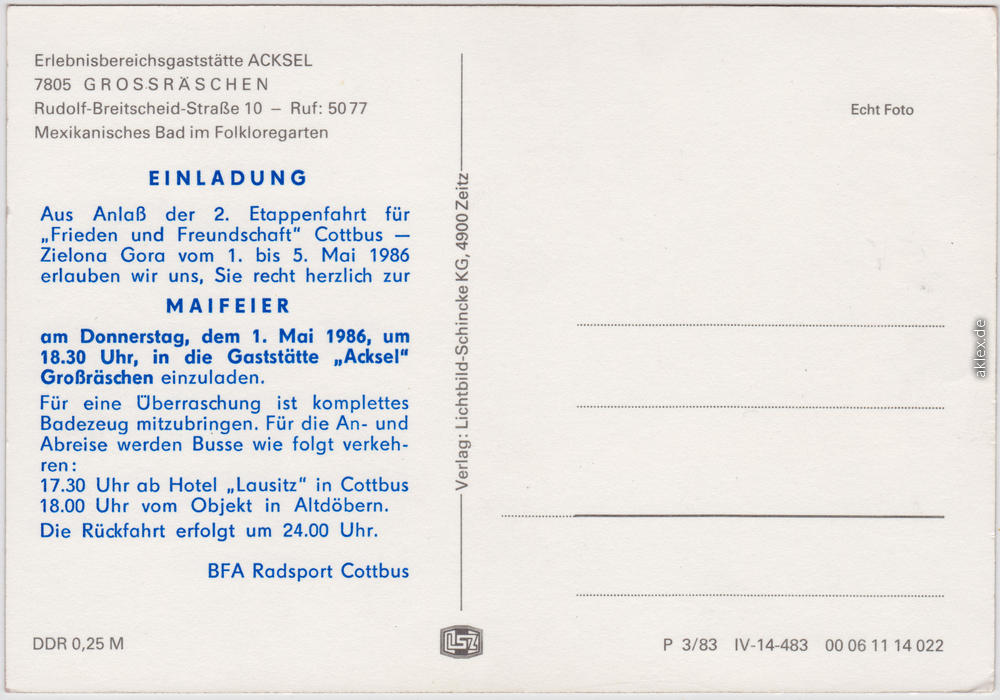 Erlebnisbereichsgaststätte ACKSEL
7805 GROSSRÄSCHEN
Rudolf-Breitscheid-Straße 10 – Ruf: 50 77
Mexikanisches Bad im Folkloregarten
EINLADUNG
Aus Anlaß der 2. Etappenfahrt für
„Frieden und Freundschaft“ Cottbus —
Zielona Gora vom 1. bis 5. Mai 1986
erlauben wir uns, Sie recht herzlich zur
MAIFEIER
am Donnerstag, dem 1. Mai 1986, um
18.30 Uhr, in die Gaststätte „Acksel“
Großräschen einzuladen.
Für eine Überraschung ist komplettes
Badezeug mitzubringen. Für die An- und
Abreise werden Busse wie folgt verkeh-
ren:
17.30 Uhr ab Hotel „Lausitz“ in Cottbus
18.00 Uhr vom Objekt in Altdöbern.
Die Rückfahrt erfolgt um 24.00 Uhr.
BFA Radsport Cottbus
DDR 0,25 M
Verlag: Lichtbild-Schincke KG, 4900 Zeitz
LSZ
Echt Foto
P 3/83 IV-14-483 00 06 11 14 022
aklex.de